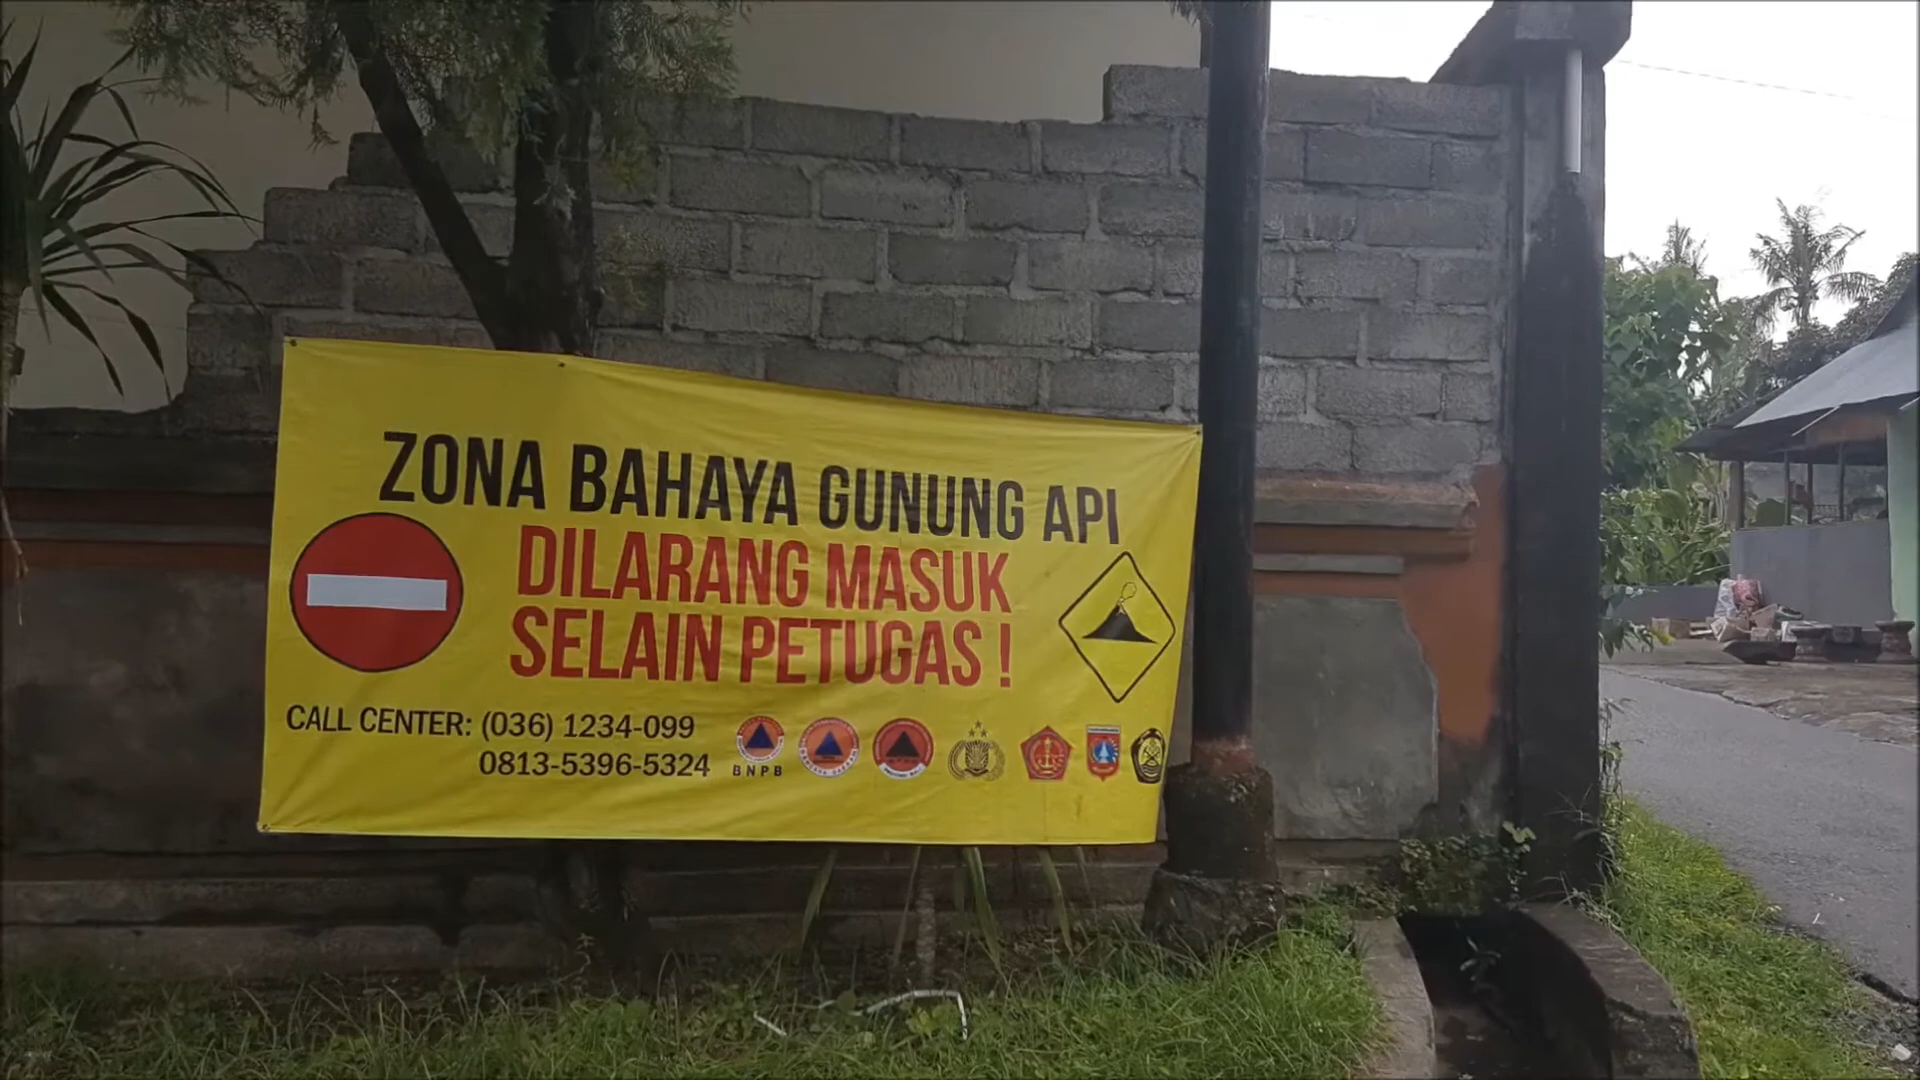 ZONA BAHAYA GUNUNG API
DILARANG MASUK
SELAIN PETUGAS !
CALL CENTER: (036) 1234-099
0813-5396-5324
BNPB